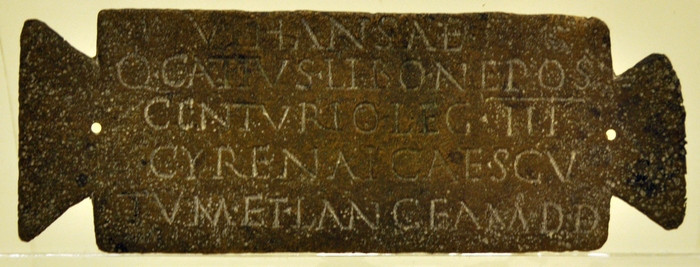 VIHANSAE
Q·CATIVS·LIBO·NEPOS
CENTVRIO·LEG·III
CYRENAICAE·SCV
TVM·ET·LANCEAM·D·D